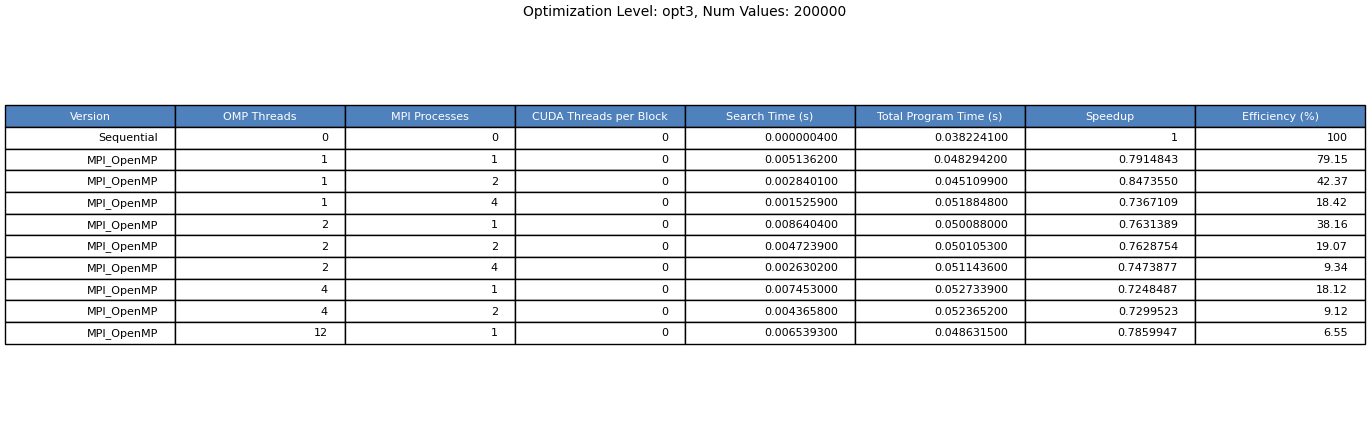 Optimization Level: opt3, Num Values: 200000
Version OMP Threads MPI Processes CUDA Threads per Block Search Time (s) Total Program Time (s) Speedup Efficiency (%)
Sequential 0 0 0 0.000000400 0.038224100 1 100
MPI_OpenMP 1 1 0 0.005136200 0.048294200 0.7914843 79.15
MPI_OpenMP 1 2 0 0.002840100 0.045109900 0.8473550 42.37
MPI_OpenMP 1 4 0 0.001525900 0.051884800 0.7367109 18.42
MPI_OpenMP 2 1 0 0.008640400 0.050088000 0.7631389 38.16
MPI_OpenMP 2 2 0 0.004723900 0.050105300 0.7628754 19.07
MPI_OpenMP 2 4 0 0.002630200 0.051143600 0.7473877 9.34
MPI_OpenMP 4 1 0 0.007453000 0.052733900 0.7248487 18.12
MPI_OpenMP 4 2 0 0.004365800 0.052365200 0.7299523 9.12
MPI_OpenMP 12 1 0 0.006539300 0.048631500 0.7859947 6.55